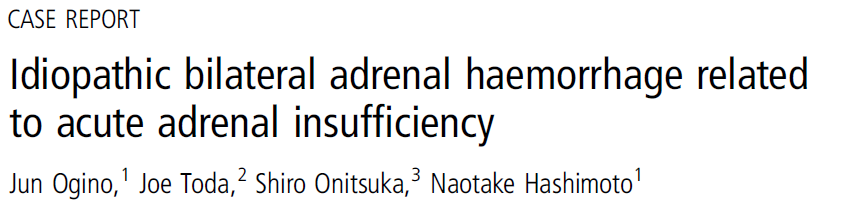 CASE REPORT
Idiopathic bilateral adrenal haemorrhage related
to acute adrenal insufficiency
Jun Ogino,¹ Joe Toda,² Shiro Onitsuka,³ Naotake Hashimoto¹